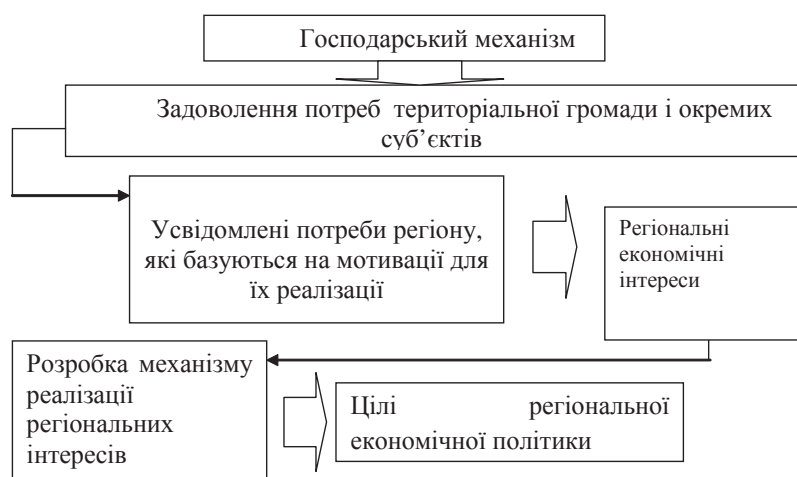 Господарський механізм
Задоволення потреб територіальної громади і окремих
суб’єктів
Усвідомлені потреби регіону,
які базуються на мотивації для
їх реалізації
Регіональні
економічні
інтереси
Розробка механізму
реалізації
регіональних
інтересів
Цілі регіональної
економічної політики